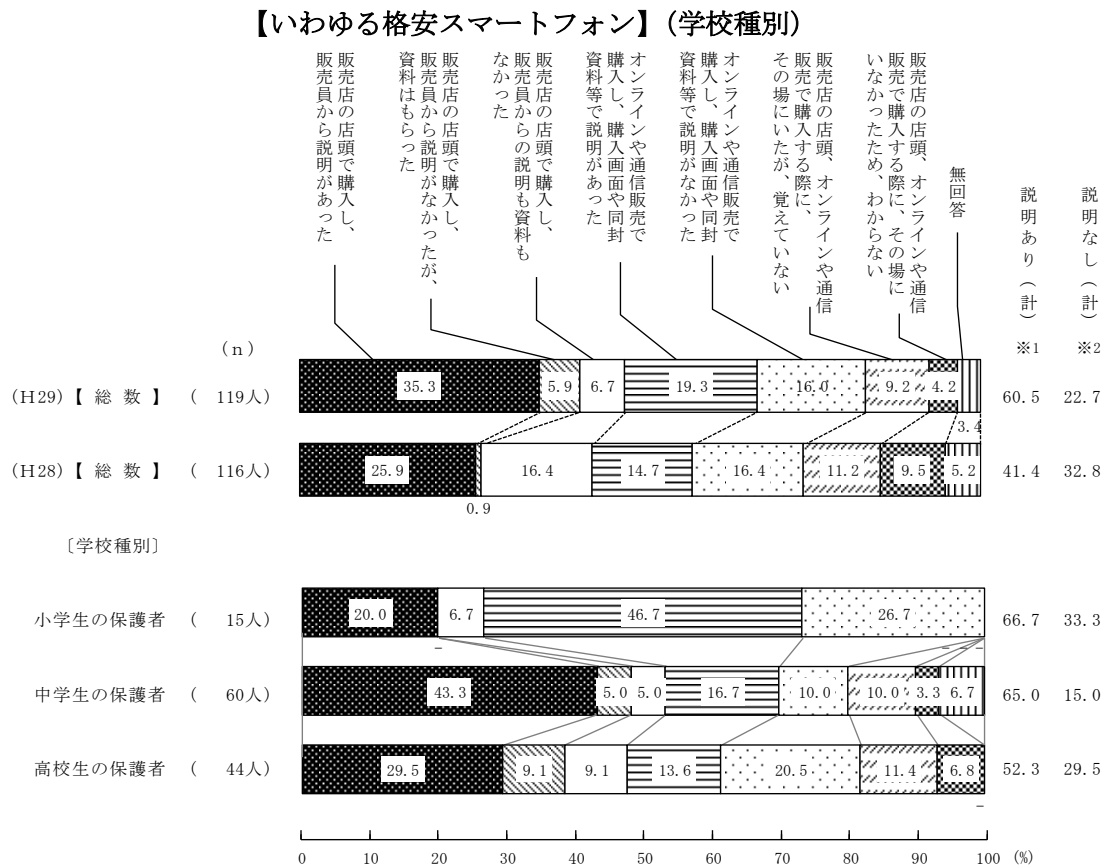 【いわゆる格安スマートフォン】（学校種別）
販売店の店頭で購入し、
販売員から説明があった
販売店の店頭で購入し、
販売員から説明がなかったが、
資料はもらった
販売店の店頭で購入し、
販売員からの説明も資料も
なかった
オンラインや通信販売で
購入し、購入画面や同封
資料等で説明があった
オンラインや通信販売で
購入し、購入画面や同封
資料等で説明がなかった
販売店の店頭、オンラインや通信
販売で購入する際に、
その場にいたが、覚えていない
販売店の店頭、オンラインや通信
販売で購入する際に、その場に
いなかったため、わからない
無回答
説明あり（計）
※1
説明なし（計）
※2
（ｎ）
(H29)【 総 数 】 ( 119人) 35.3 5.9 6.7 19.3 16.0 9.2 4.2 60.5 22.7
3.4
(H28)【 総 数 】 ( 116人) 25.9 16.4 14.7 16.4 11.2 9.5 5.2 41.4 32.8
0.9
〔学校種別〕
小学生の保護者 ( 15人) 20.0 6.7 46.7 26.7 66.7 33.3
− − − −
中学生の保護者 ( 60人) 43.3 5.0 5.0 16.7 10.0 10.0 3.3 6.7 65.0 15.0
高校生の保護者 ( 44人) 29.5 9.1 9.1 13.6 20.5 11.4 6.8 52.3 29.5
−
0 10 20 30 40 50 60 70 80 90 100 (%)